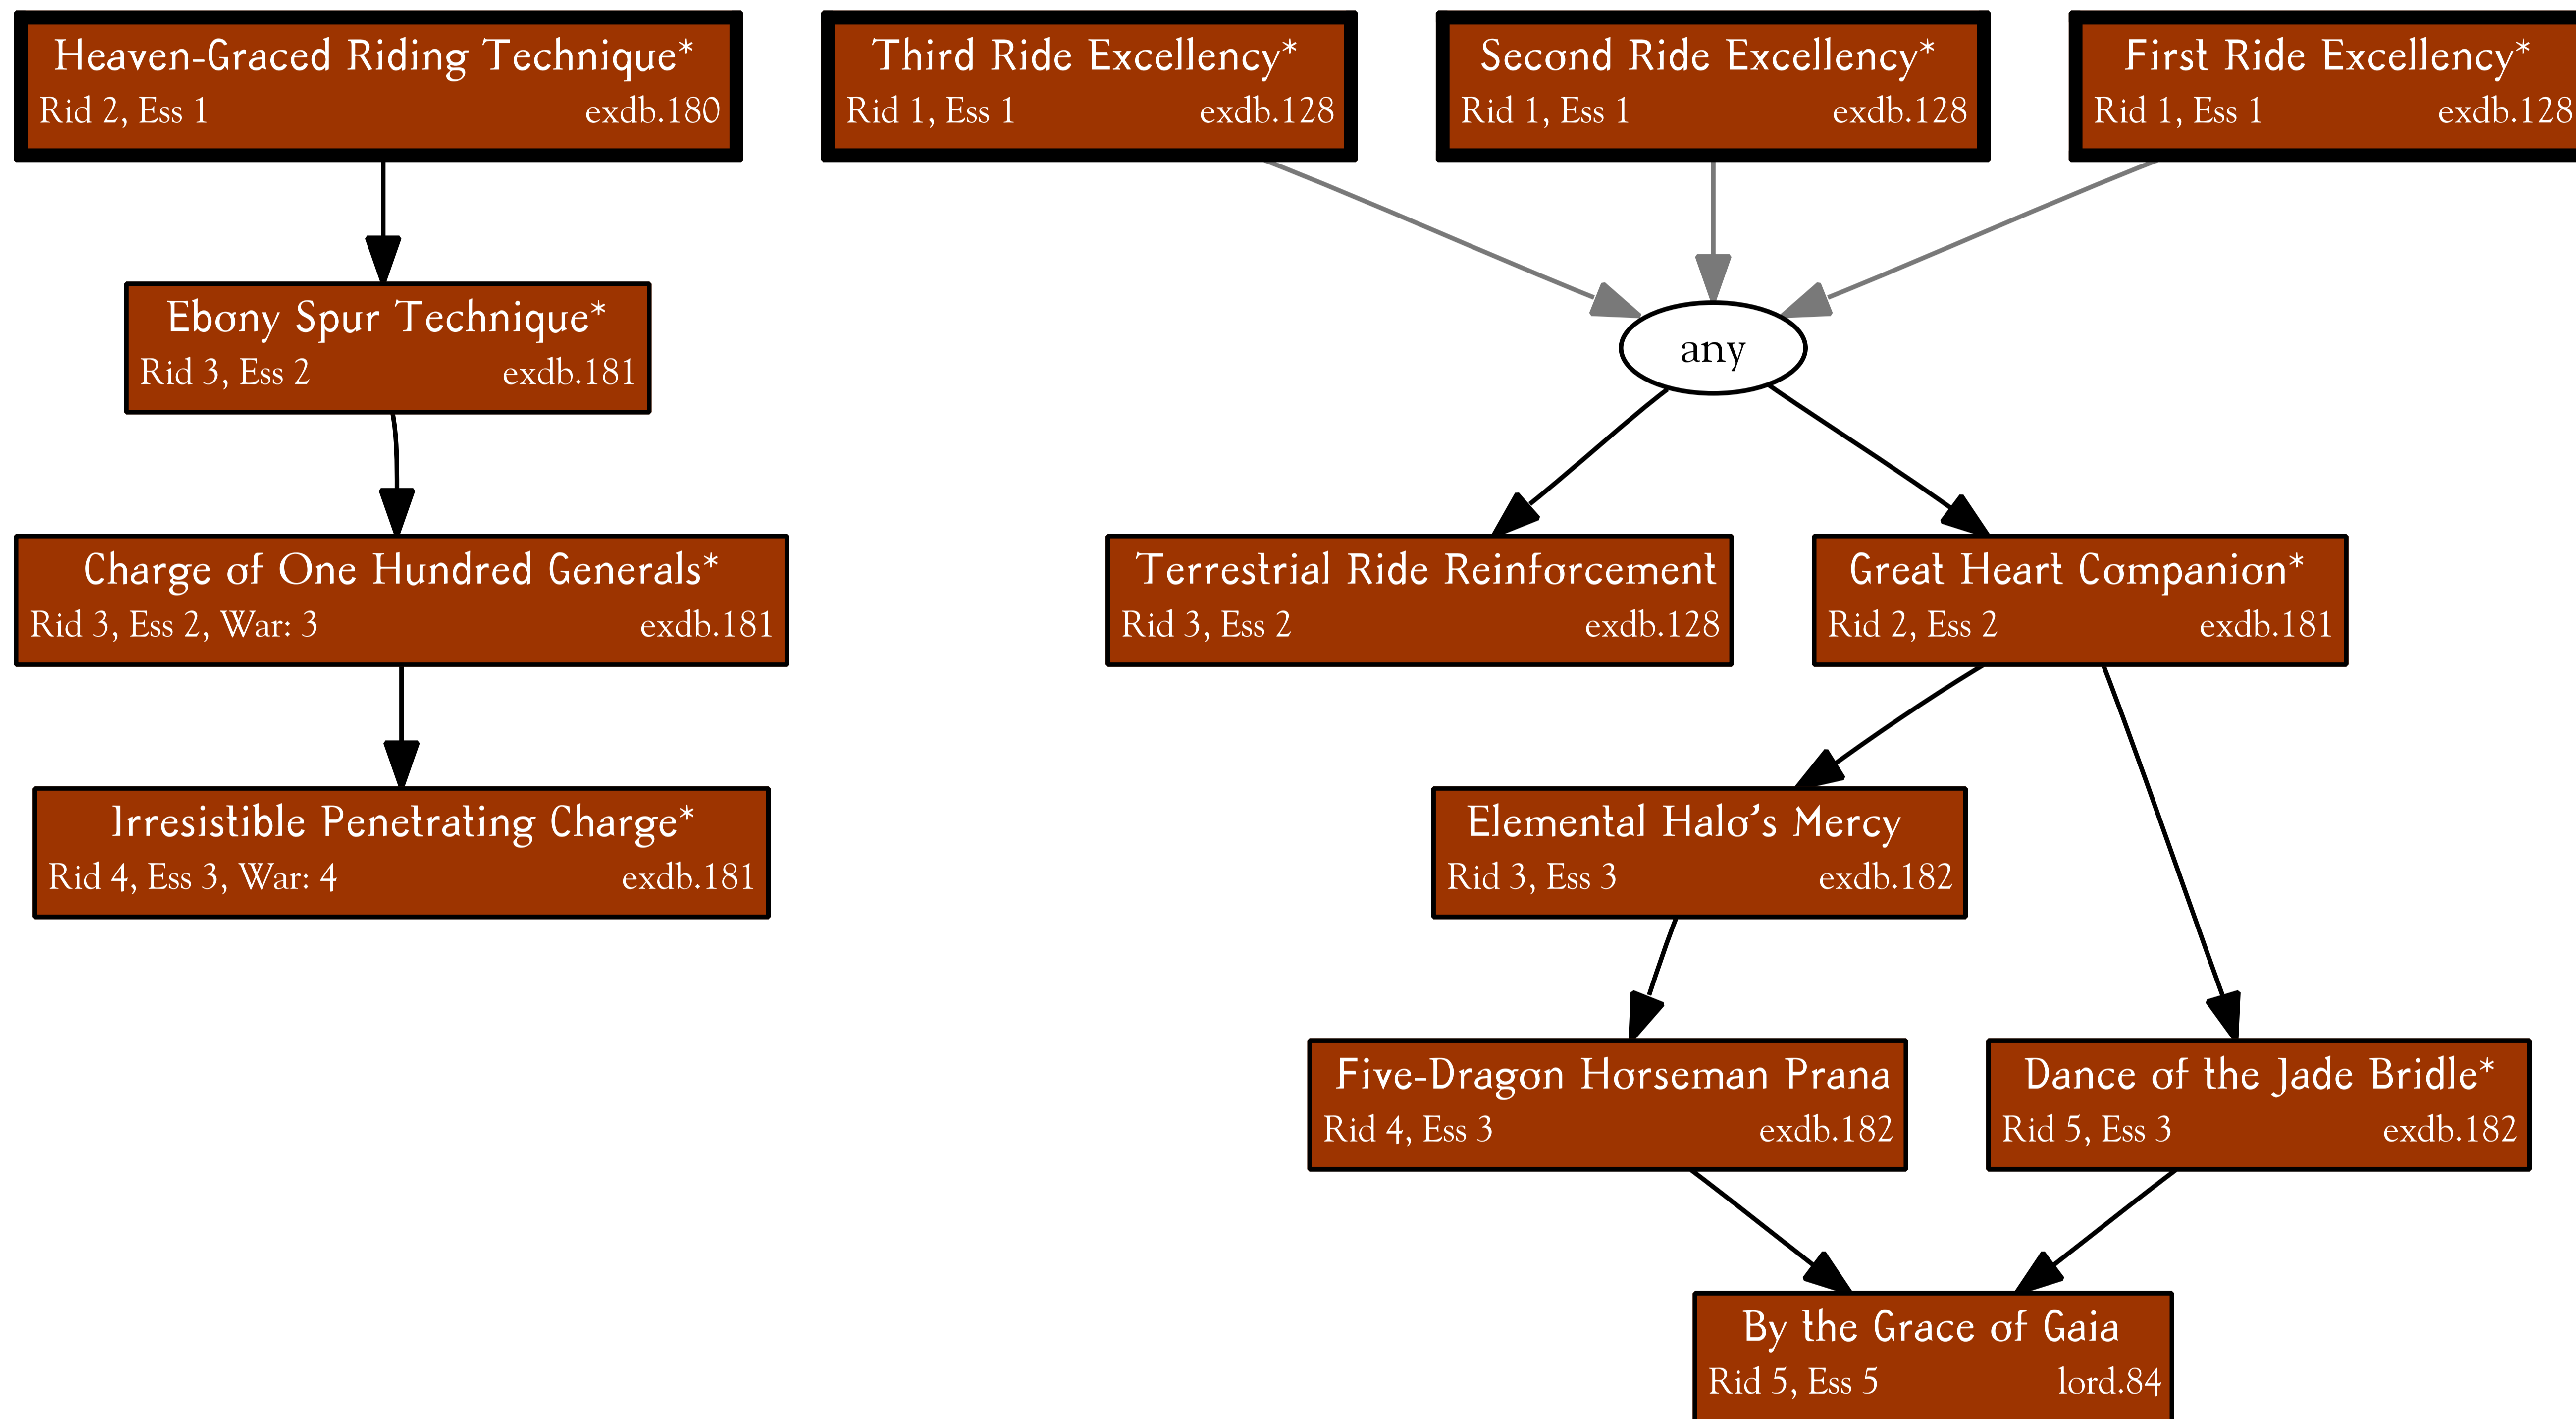 Heaven-Graced Riding Technique*
Rid 2, Ess 1 exdb.180
Third Ride Excellency*
Rid 1, Ess 1 exdb.128
Second Ride Excellency*
Rid 1, Ess 1 exdb.128
First Ride Excellency*
Rid 1, Ess 1 exdb.128
Ebony Spur Technique*
Rid 3, Ess 2 exdb.181
any
Charge of One Hundred Generals*
Rid 3, Ess 2, War: 3 exdb.181
Terrestrial Ride Reinforcement
Rid 3, Ess 2 exdb.128
Great Heart Companion*
Rid 2, Ess 2 exdb.181
Irresistible Penetrating Charge*
Rid 4, Ess 3, War: 4 exdb.181
Elemental Halo's Mercy
Rid 3, Ess 3 exdb.182
Five-Dragon Horseman Prana
Rid 4, Ess 3 exdb.182
Dance of the Jade Bridle*
Rid 5, Ess 3 exdb.182
By the Grace of Gaia
Rid 5, Ess 5 lord.84